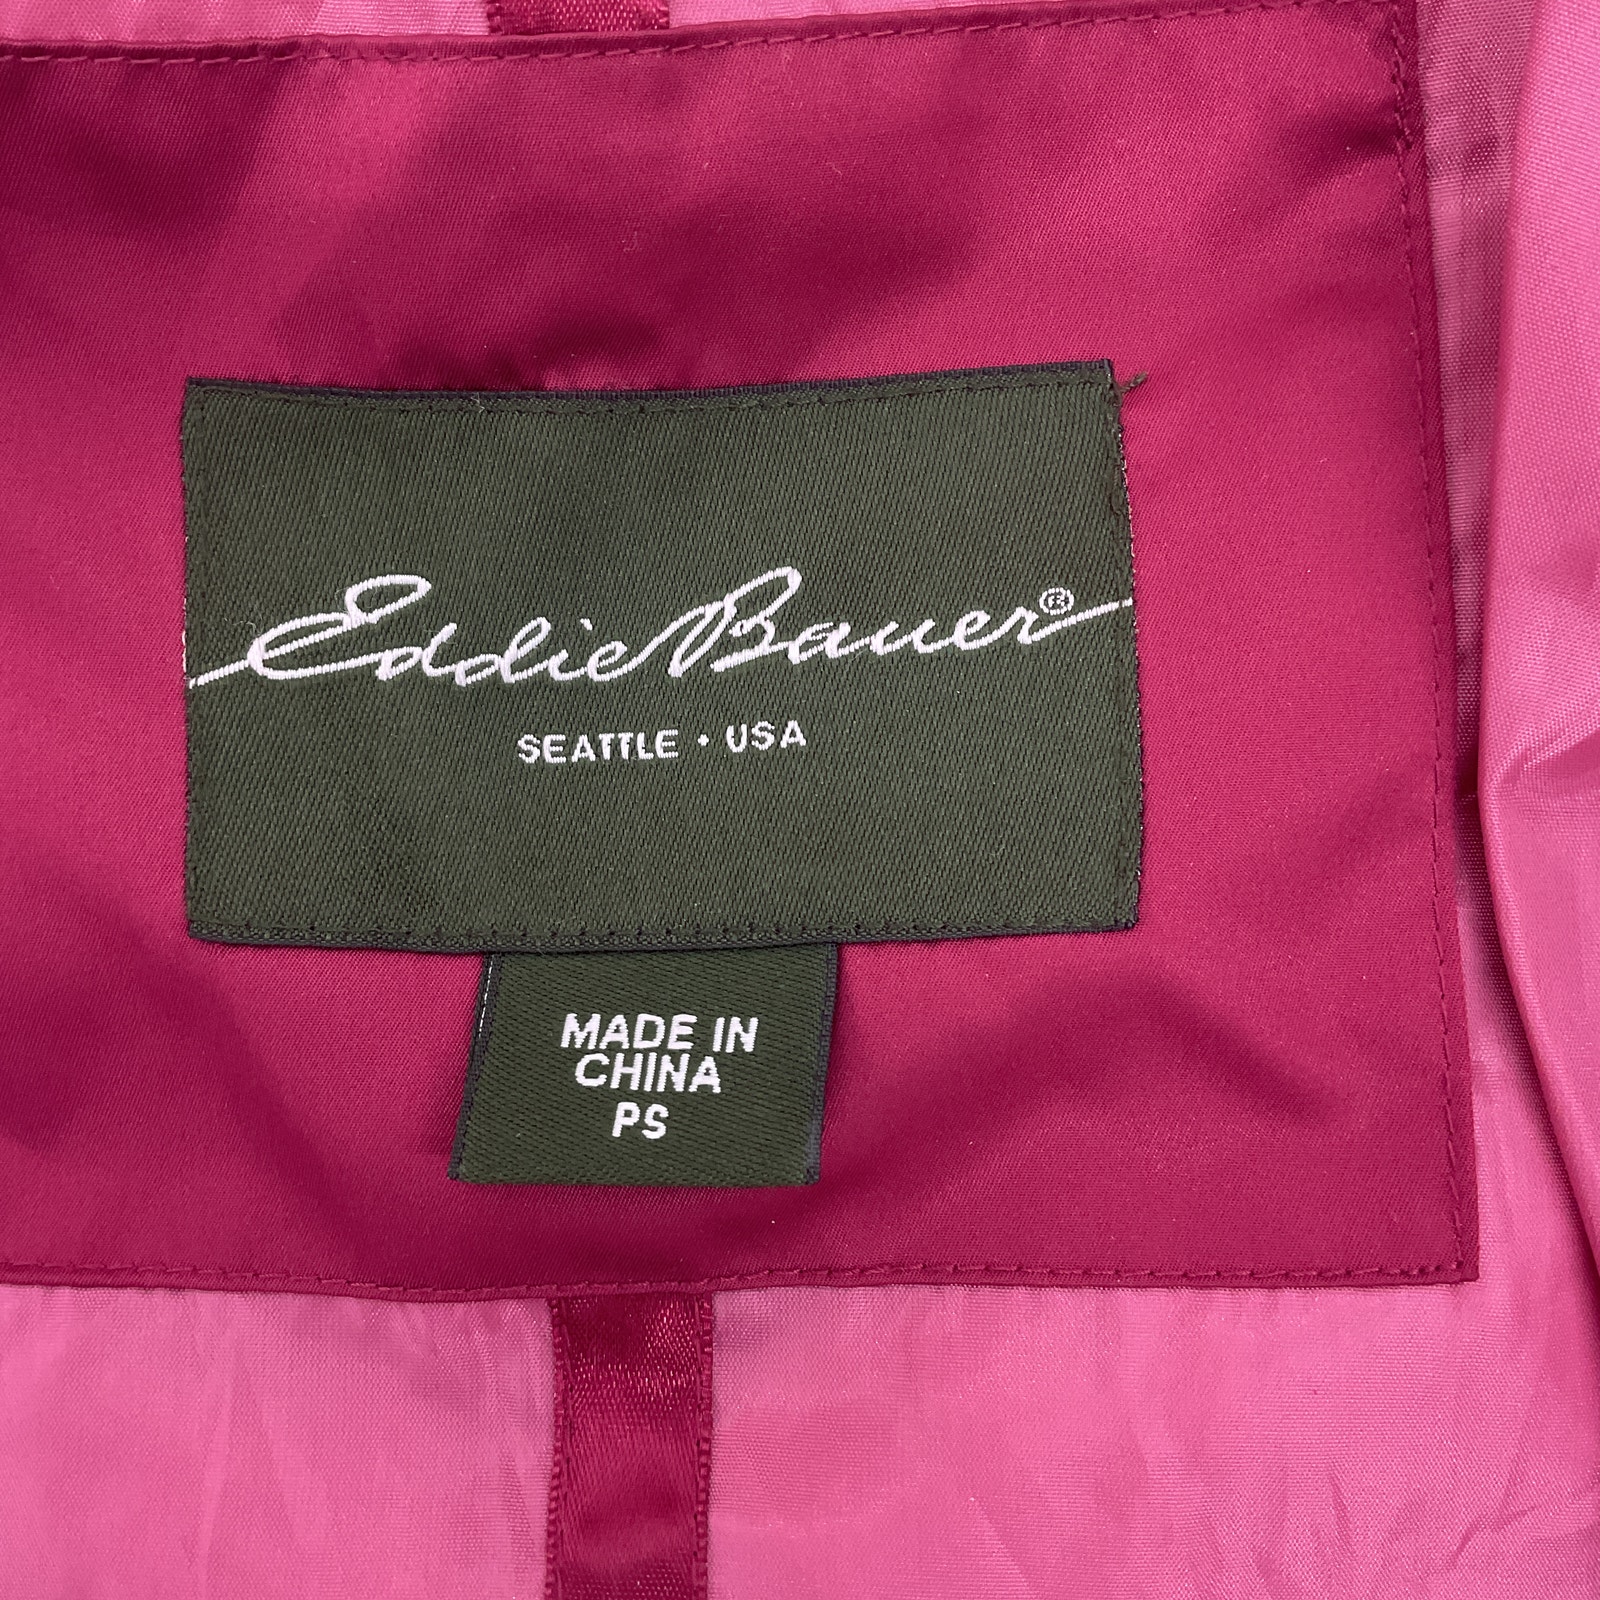 Eddie Bauer®
SEATTLE • USA
MADE IN
CHINA
PS